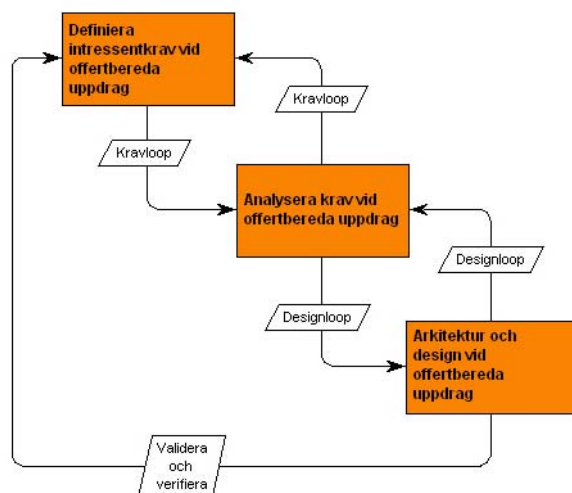 Definiera
intressentkrav vid
offertbereda
uppdrag
Kravloop
Kravloop
Analysera krav vid
offertbereda uppdrag
Designloop
Designloop
Arkitektur och
design vid
offertbereda
uppdrag
Validera
och
verifiera